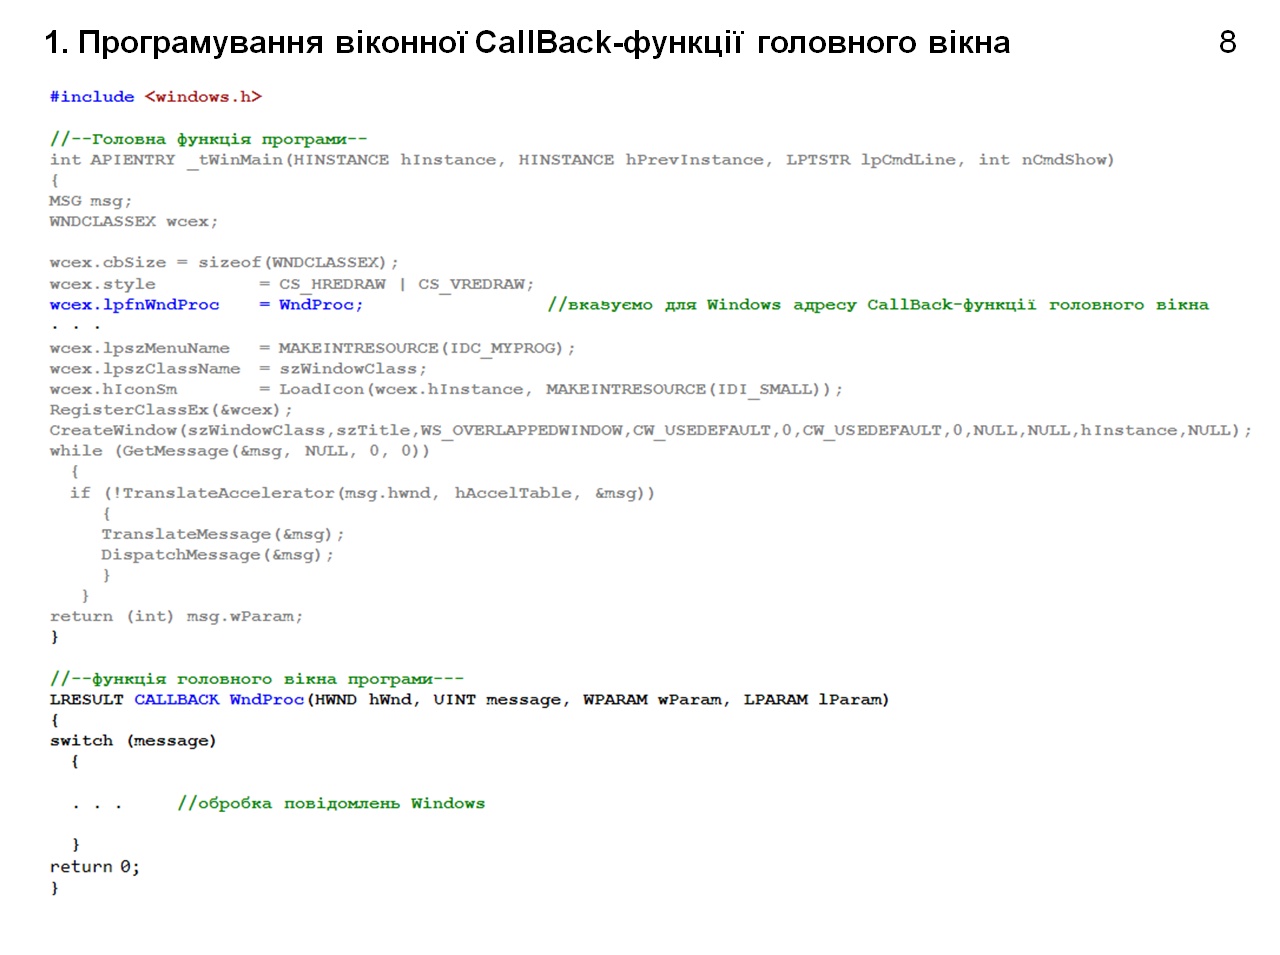 1. Програмування віконної CallBack-функції головного вікна 8
#include <windows.h>
//--Головна функція програми--
int APIENTRY _tWinMain(HINSTANCE hInstance, HINSTANCE hPrevInstance, LPTSTR lpCmdLine, int nCmdShow)
{
MSG msg;
WNDCLASSEX wcex;
wcex.cbSize = sizeof(WNDCLASSEX);
wcex.style = CS_HREDRAW | CS_VREDRAW;
wcex.lpfnWndProc = WndProc; //вказуємо для Windows адресу CallBack-функції головного вікна
. . .
wcex.lpszMenuName = MAKEINTRESOURCE(IDC_MYPROG);
wcex.lpszClassName = szWindowClass;
wcex.hIconSm = LoadIcon(wcex.hInstance, MAKEINTRESOURCE(IDI_SMALL));
RegisterClassEx(&wcex);
CreateWindow(szWindowClass,szTitle,WS_OVERLAPPEDWINDOW,CW_USEDEFAULT,0,CW_USEDEFAULT,0,NULL,NULL,hInstance,NULL);
while (GetMessage(&msg, NULL, 0, 0))
{
if (!TranslateAccelerator(msg.hwnd, hAccelTable, &msg))
{
TranslateMessage(&msg);
DispatchMessage(&msg);
}
}
return (int) msg.wParam;
}
//--функція головного вікна програми---
LRESULT CALLBACK WndProc(HWND hWnd, UINT message, WPARAM wParam, LPARAM lParam)
{
switch (message)
{
. . . //обробка повідомлень Windows
}
return 0;
}